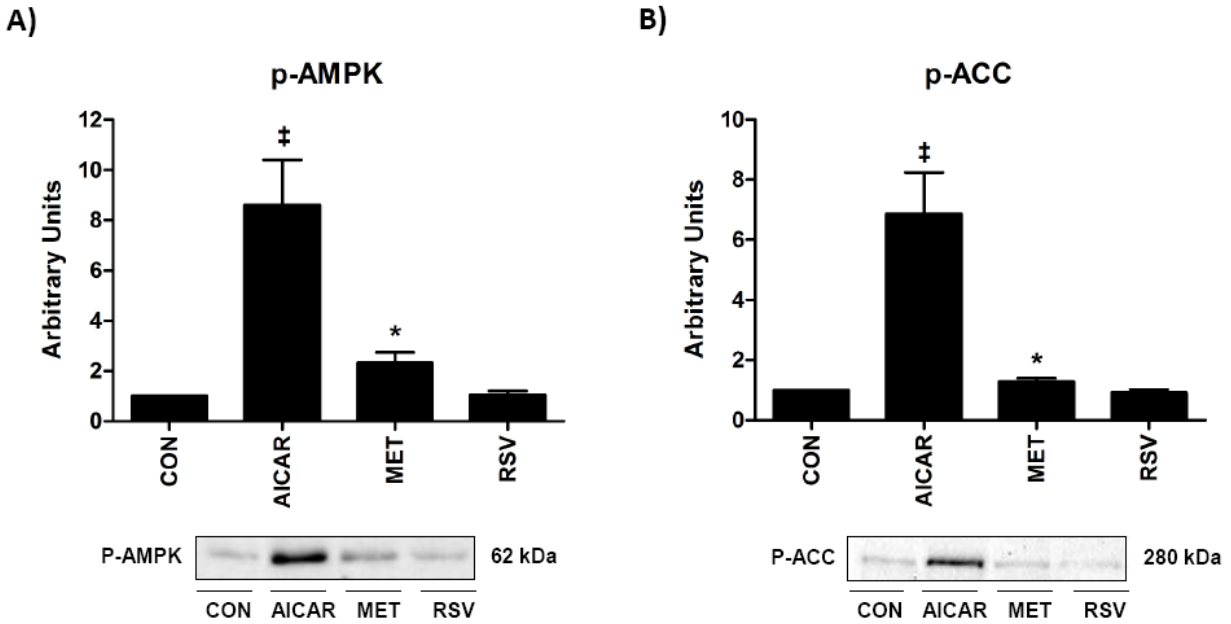 A)
p-AMPK
Arbitrary Units
12
10
8
6
4
2
0
‡
*
CON
AICAR
MET
RSV
P-AMPK
62 kDa
CON AICAR MET RSV
B)
p-ACC
Arbitrary Units
10
8
6
4
2
0
‡
*
CON
AICAR
MET
RSV
P-ACC
280 kDa
CON AICAR MET RSV